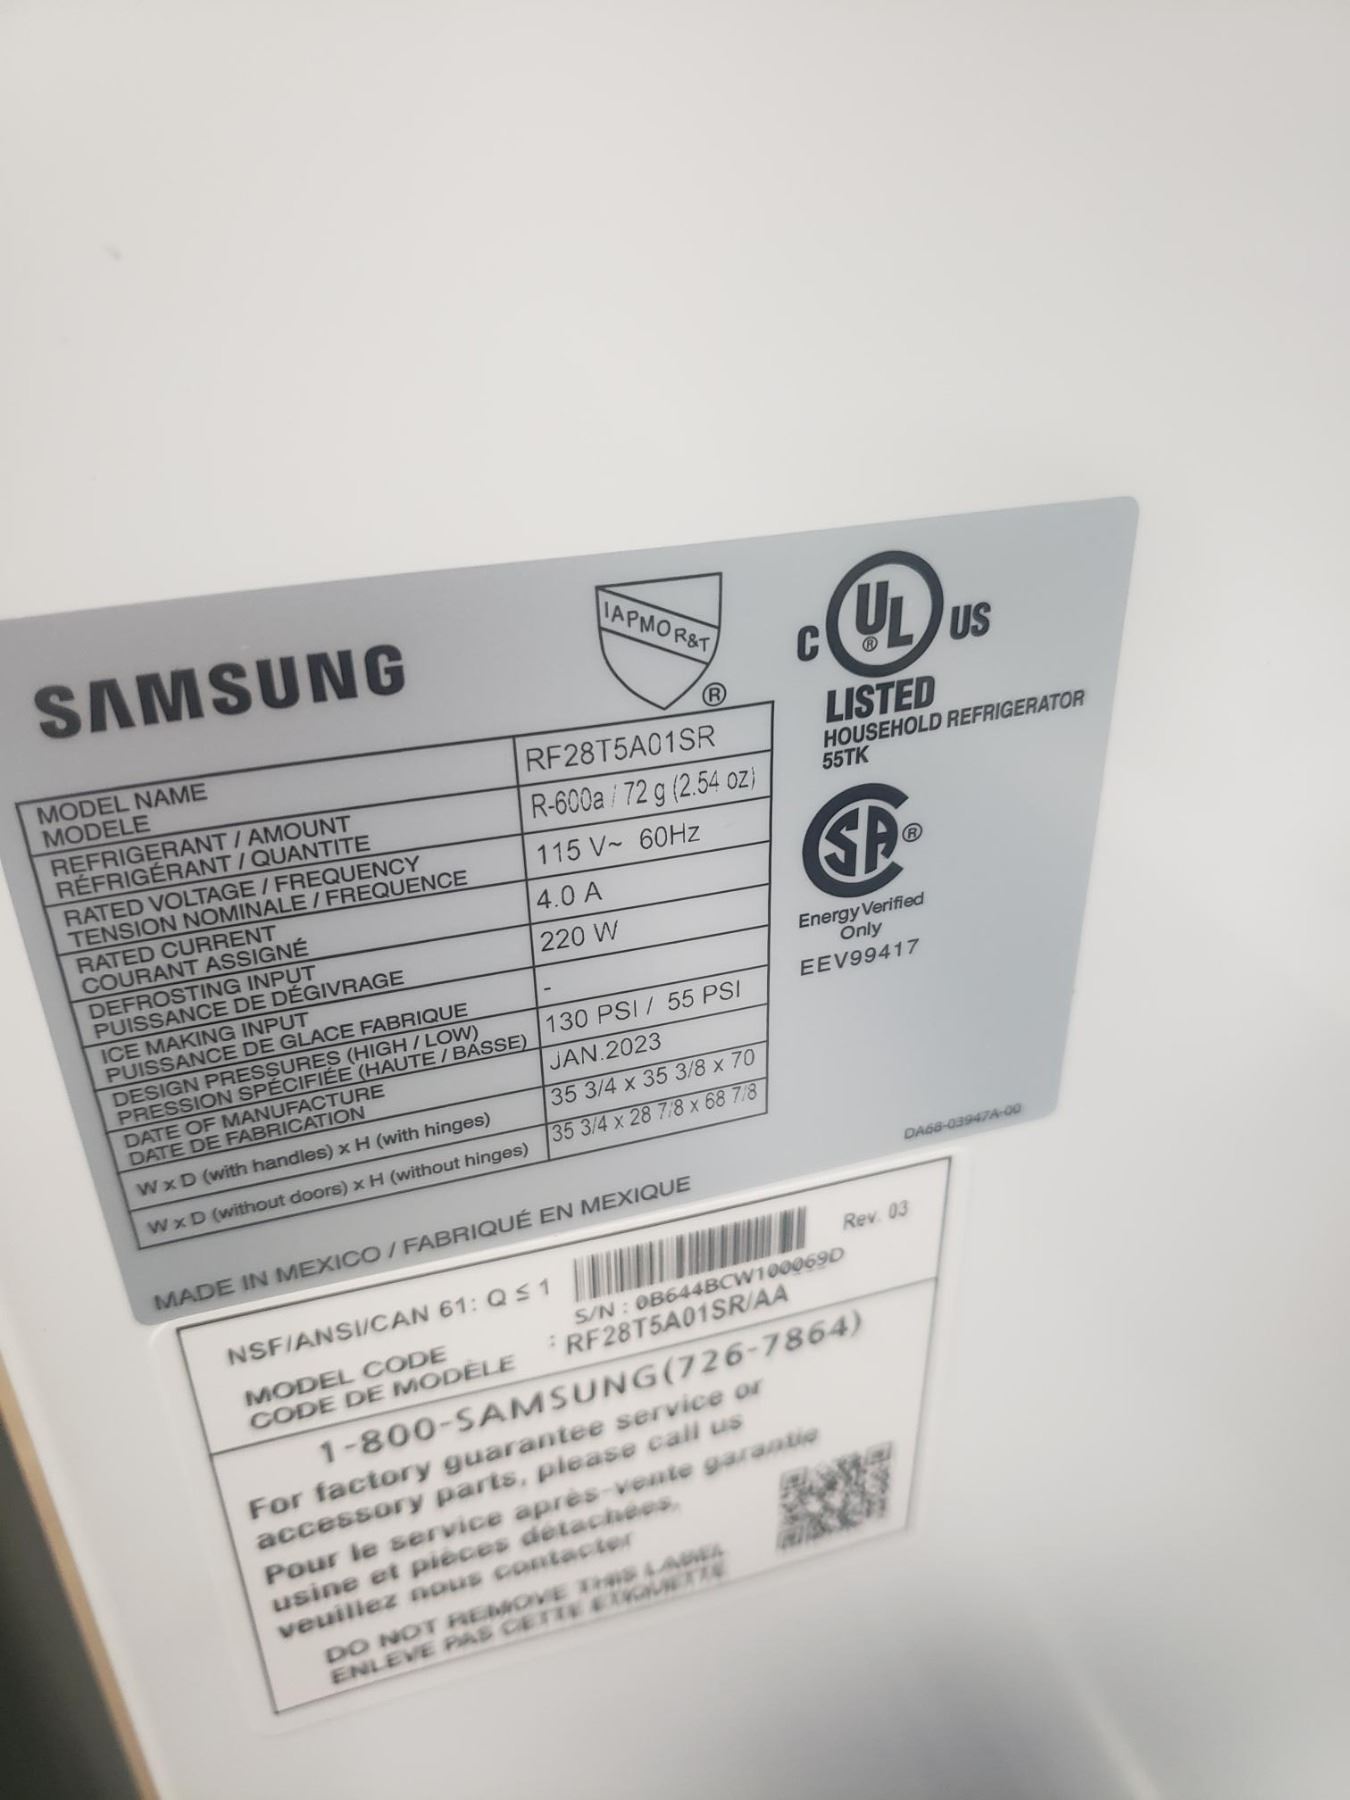 SAMSUNG
IAPMO R&T
®
C UL ® US
LISTED
HOUSEHOLD REFRIGERATOR
55TK
SA ®
Energy Verified
Only
EEV99417
MODEL NAME
MODÈLE
RF28T5A01SR
REFRIGERANT / AMOUNT
RÉFRIGÉRANT / QUANTITE
R-600a / 72 g (2.54 oz)
RATED VOLTAGE / FREQUENCY
TENSION NOMINALE / FREQUENCE
115 V~ 60Hz
RATED CURRENT
COURANT ASSIGNÉ
4.0 A
DEFROSTING INPUT
PUISSANCE DE DÉGIVRAGE
220 W
ICE MAKING INPUT
PUISSANCE DE GLACE FABRIQUE
-
DESIGN PRESSURES (HIGH / LOW)
PRESSION SPÉCIFIÉE (HAUTE / BASSE)
130 PSI / 55 PSI
DATE OF MANUFACTURE
DATE DE FABRICATION
JAN.2023
W x D (with handles) x H (with hinges)
35 3/4 x 35 3/8 x 70
W x D (without doors) x H (without hinges)
35 3/4 x 28 7/8 x 68 7/8
DA68-03947A-00
MADE IN MEXICO / FABRIQUÉ EN MEXIQUE
NSF/ANSI/CAN 61: Q ≤ 1
Rev. 03
S/N : 0B644BCW100069D
MODEL CODE
CODE DE MODÈLE
: RF28T5A01SR/AA
1-800-SAMSUNG(726-7864)
For factory guarantee service or
accessory parts, please call us
Pour le service après-vente garantie
usine et pièces détachées,
veuillez nous contacter
DO NOT REMOVE THIS LABEL
ENLEVE PAS CETTE ETIQUETTE